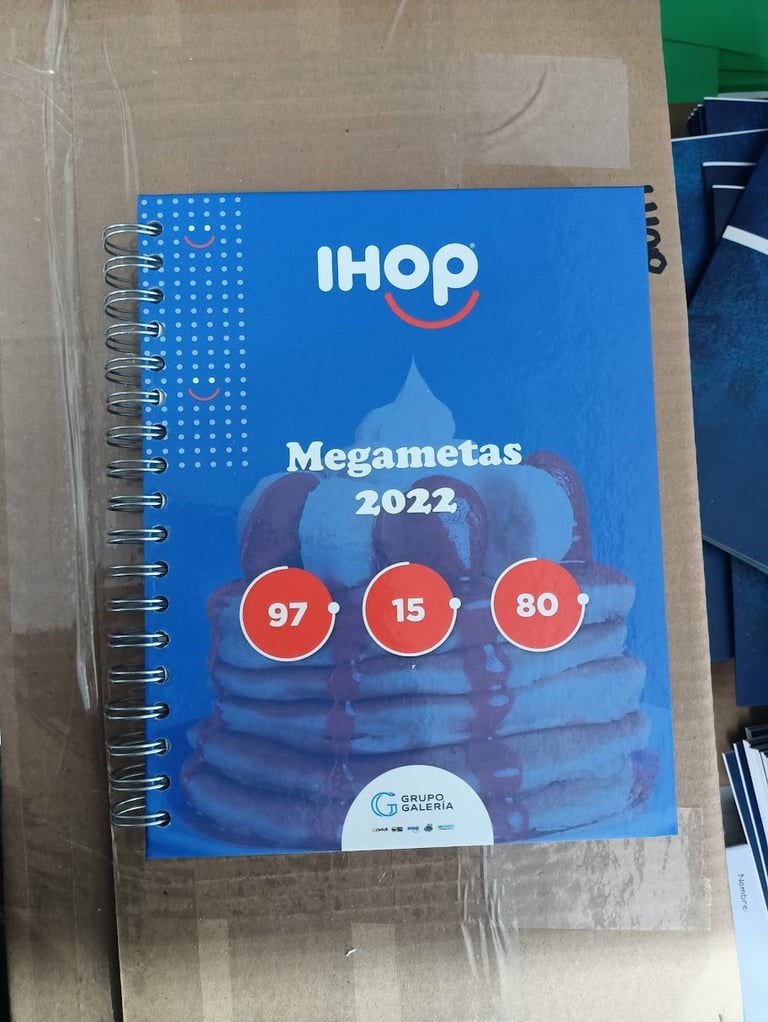 IHOP
Megametas
2022
97 15 80
GRUPO
GALERÍA
Nombre: